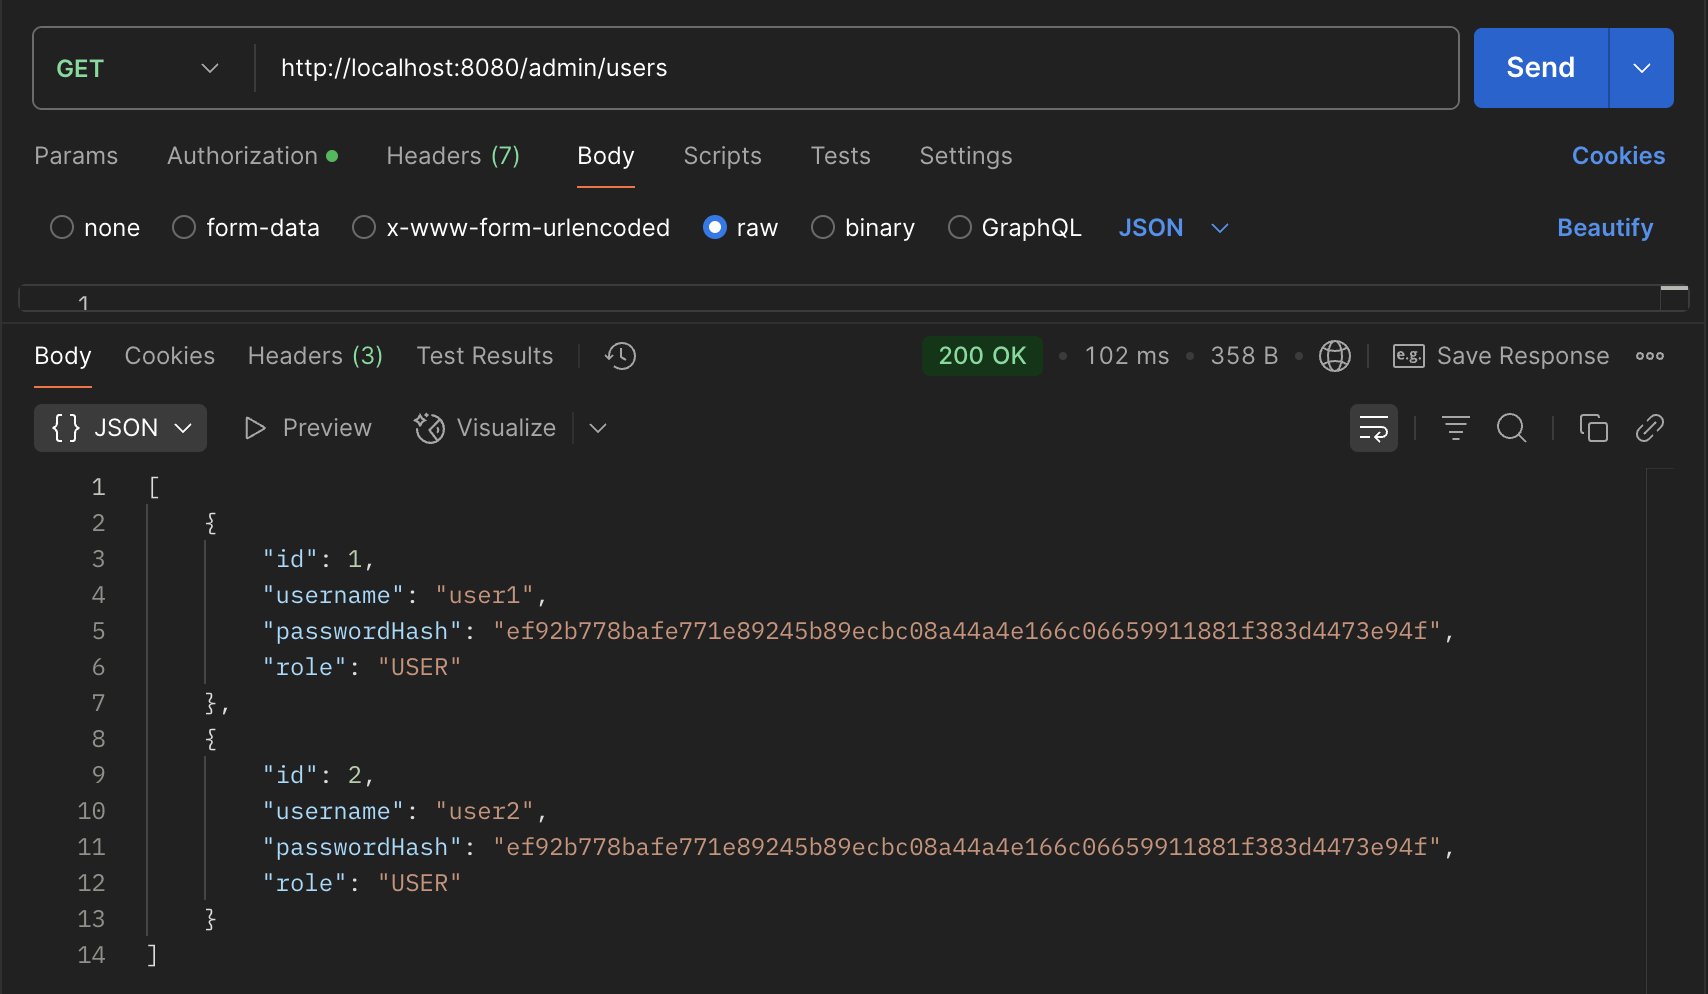 GET http://localhost:8080/admin/users Send
Params Authorization Headers (7) Body Scripts Tests Settings Cookies
none form-data x-www-form-urlencoded raw binary GraphQL JSON Beautify
1
Body Cookies Headers (3) Test Results 200 OK • 102 ms • 358 B • e.g. Save Response
{} JSON Preview Visualize
1 [
2 {
3 "id": 1,
4 "username": "user1",
5 "passwordHash": "ef92b778bafe771e89245b89ecbc08a44a4e166c06659911881f383d4473e94f",
6 "role": "USER"
7 },
8 {
9 "id": 2,
10 "username": "user2",
11 "passwordHash": "ef92b778bafe771e89245b89ecbc08a44a4e166c06659911881f383d4473e94f",
12 "role": "USER"
13 }
14 ]